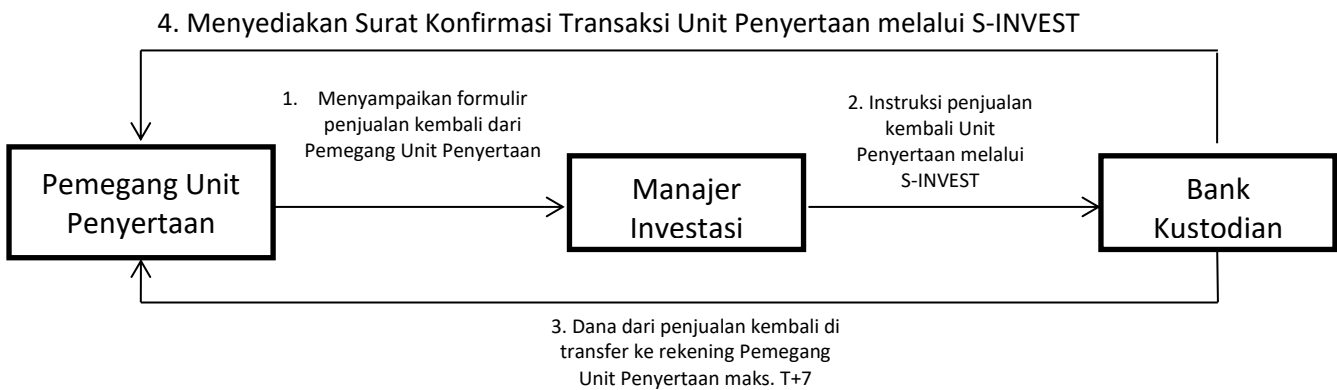 4. Menyediakan Surat Konfirmasi Transaksi Unit Penyertaan melalui S-INVEST
1. Menyampaikan formulir
penjualan kembali dari
Pemegang Unit Penyertaan
2. Instruksi penjualan
kembali Unit
Penyertaan melalui
S-INVEST
Pemegang Unit
Penyertaan
Manajer
Investasi
Bank
Kustodian
3. Dana dari penjualan kembali di
transfer ke rekening Pemegang
Unit Penyertaan maks. T+7